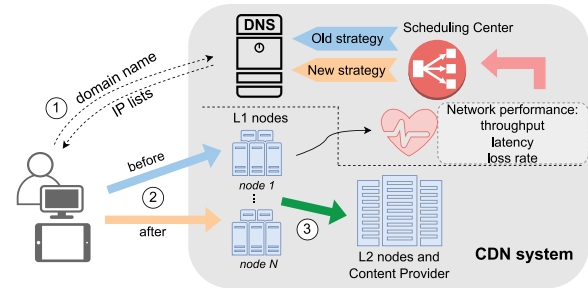 DNS
Old strategy
New strategy
Scheduling Center
1
domain name
IP lists
L1 nodes
Network performance:
throughput
latency
loss rate
before
2
after
node 1
node N
3
L2 nodes and
Content Provider
CDN system